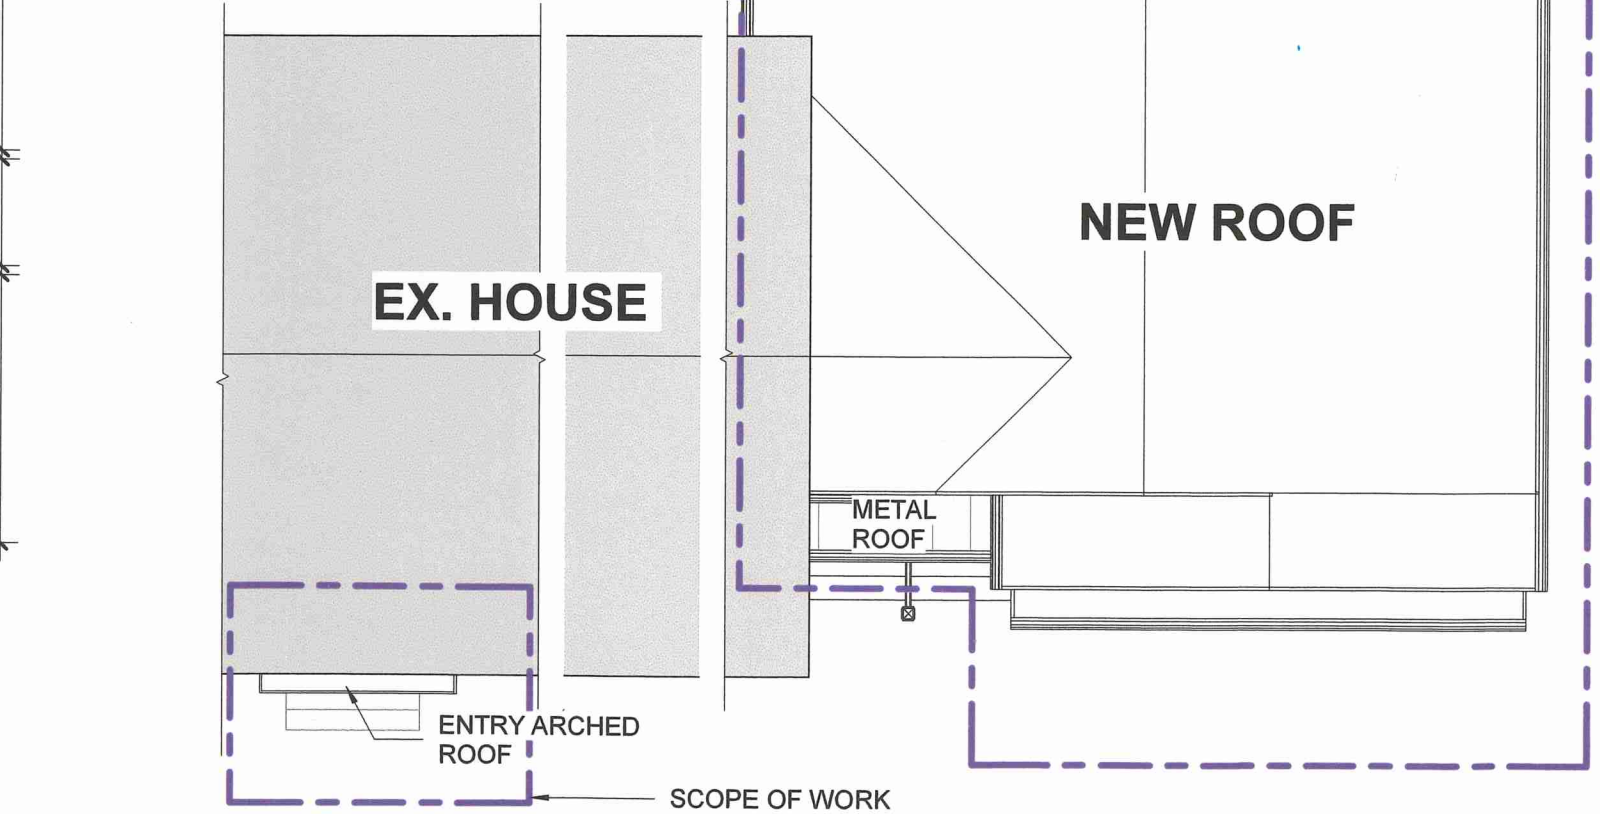 NEW ROOF
EX. HOUSE
METAL
ROOF
ENTRY ARCHED
ROOF
SCOPE OF WORK